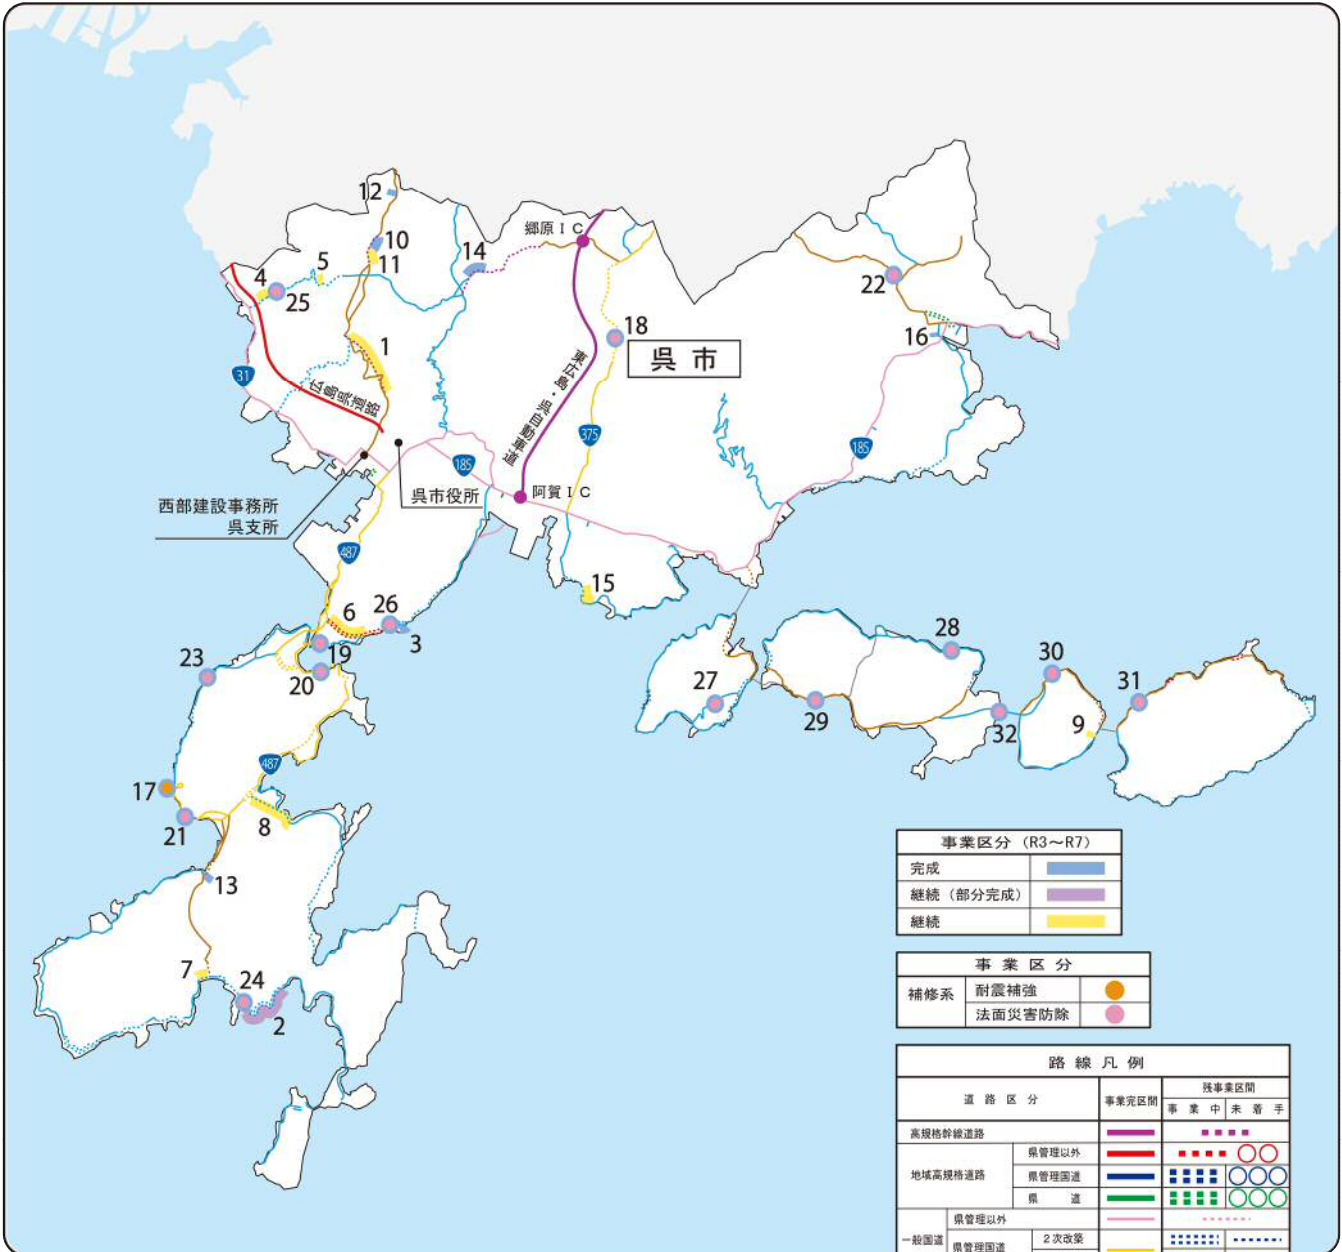 12
10
11
5
4
25
14
郷原ＩＣ
22
16
18
呉市
1
31
広島呉道路
東広島・呉自動車道
375
185
185
呉市役所
阿賀ＩＣ
西部建設事務所
呉支所
487
15
6
26
3
19
20
23
28
30
31
27
29
32
9
487
17
21
8
13
7
24
2
事業区分（R3～R7）
完成
継続（部分完成）
継続
事業区分
補修系
耐震補強
法面災害防除
路線凡例
道路区分
事業完区間
残事業区間
事業中
未着手
高規格幹線道路
地域高規格道路
県管理以外
県管理国道
県道
一般国道
県管理以外
県管理国道
2次改築